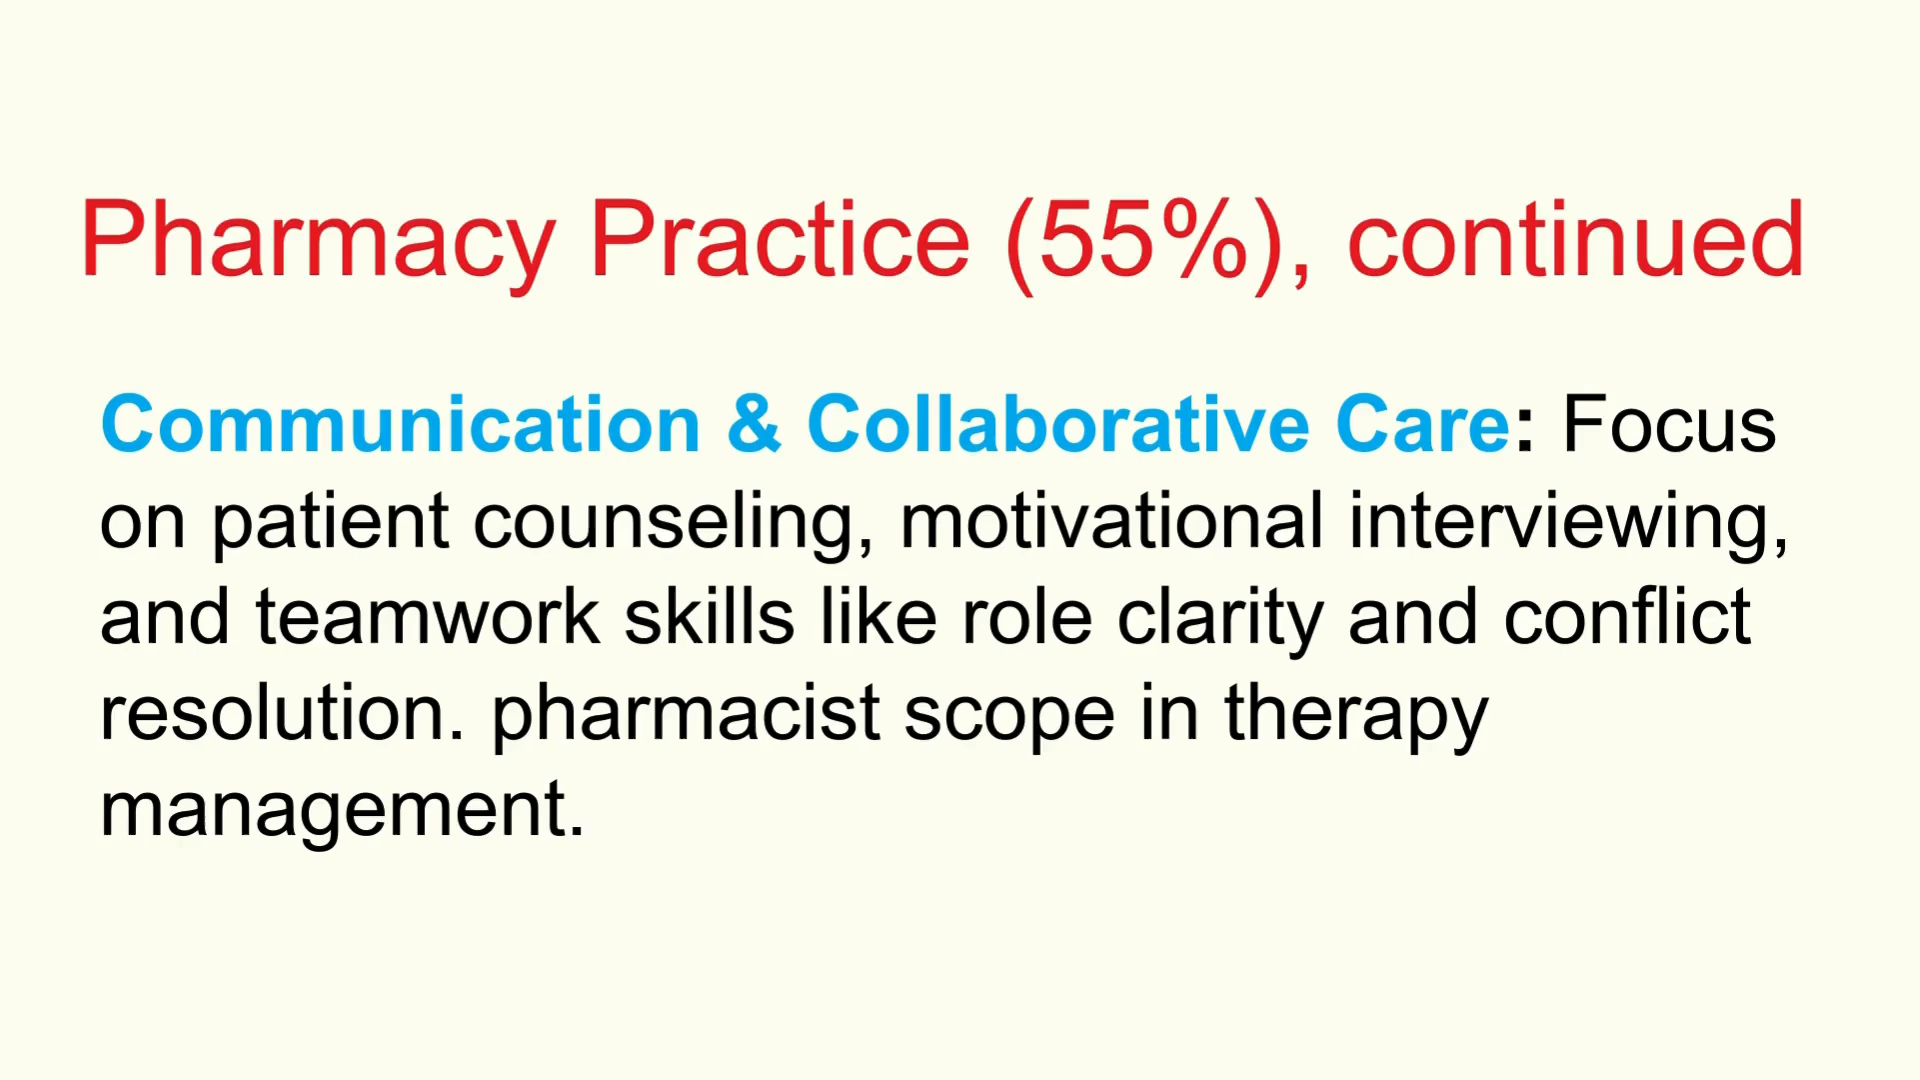 Pharmacy Practice (55%), continued
Communication & Collaborative Care: Focus
on patient counseling, motivational interviewing,
and teamwork skills like role clarity and conflict
resolution. pharmacist scope in therapy
management.